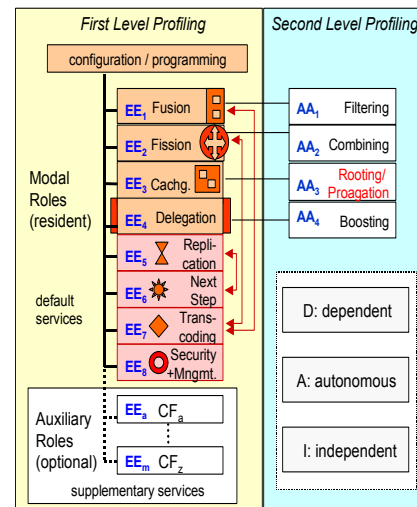 First Level Profiling
Second Level Profiling
configuration / programming
EE1 Fusion
AA1 Filtering
EE2 Fission
AA2 Combining
EE3 Cachg.
AA3 Rooting/
Proagation
Modal
Roles
(resident)
EE4 Delegation
AA4 Boosting
EE5 Repli-
cation
default
services
EE6 Next
Step
EE7 Trans-
coding
EE8 Security
+Mngmt.
D: dependent
A: autonomous
I: independent
Auxiliary
Roles
(optional)
EEa CFa
EEm CFz
supplementary services